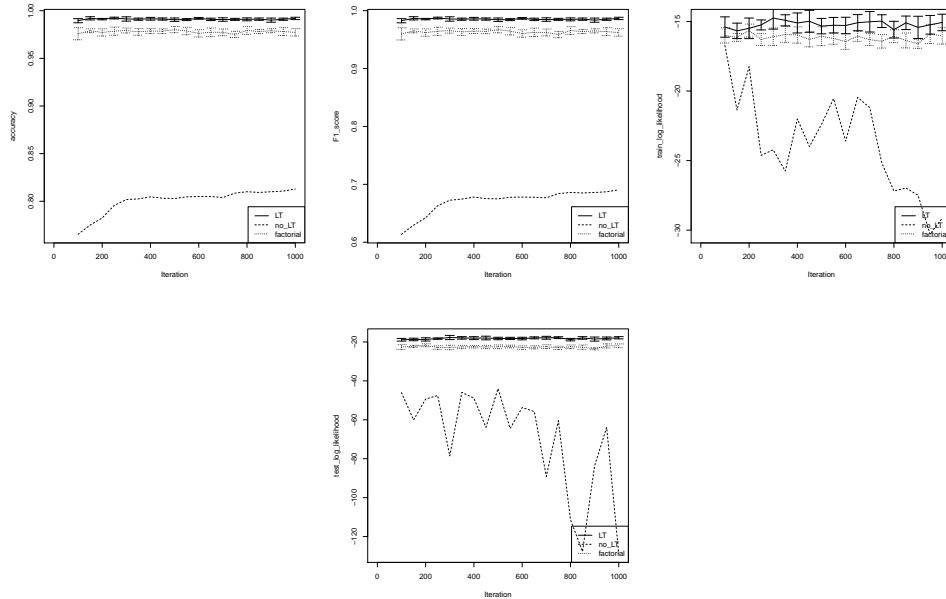 accuracy
0.80
0.85
0.90
0.95
1.00
0
200
400
600
800
1000
Iteration
LT
no_LT
factorial
F1_score
0.6
0.7
0.8
0.9
1.0
0
200
400
600
800
1000
Iteration
LT
no_LT
factorial
train_log_likelihood
−30
−25
−20
−15
0
200
400
600
800
1000
Iteration
LT
no_LT
factorial
test_log_likelihood
−120
−100
−80
−60
−40
−20
0
200
400
600
800
1000
Iteration
LT
no_LT
factorial